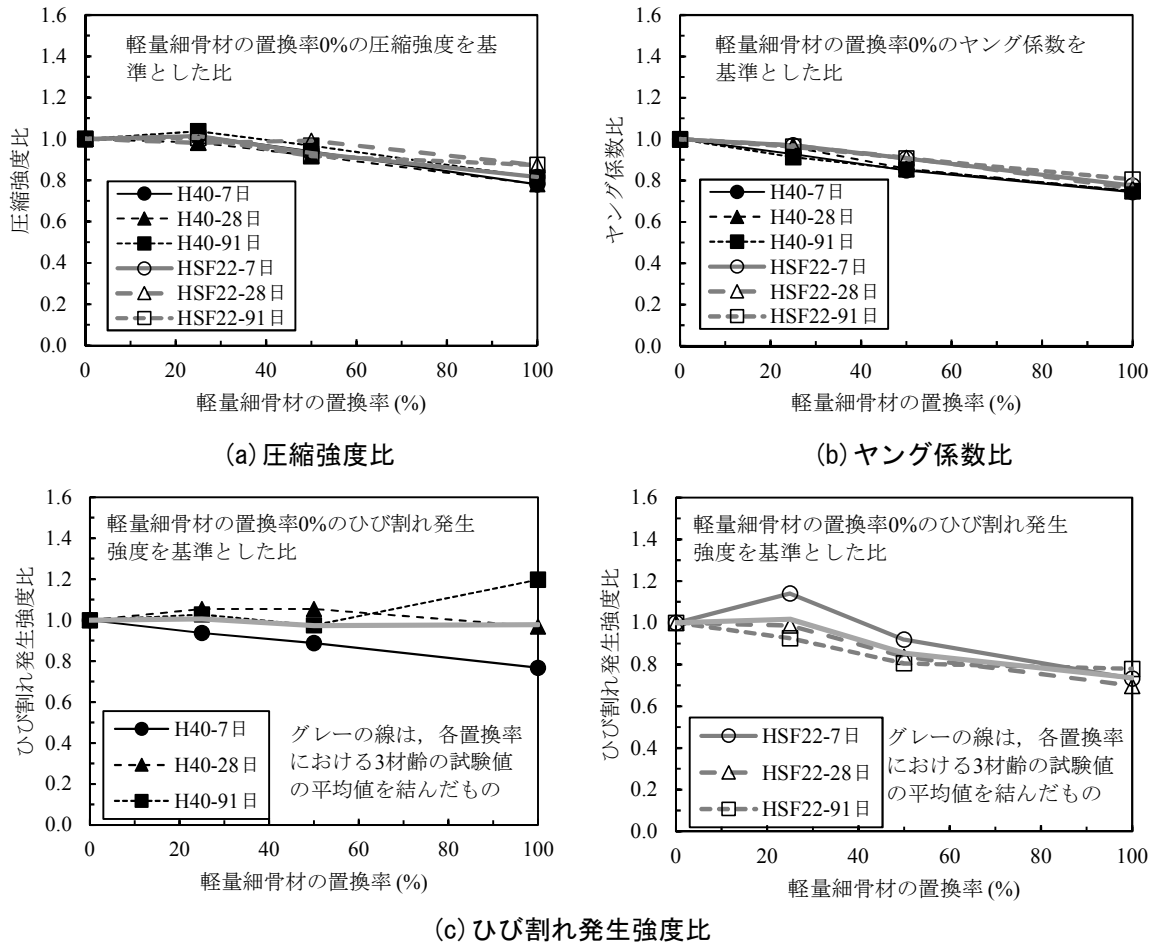 1.6
1.4
1.2
1.0
0.8
0.6
0.4
0.2
0.0
圧縮強度比
軽量細骨材の置換率0%の圧縮強度を基
準とした比
H40-7日
H40-28日
H40-91日
HSF22-7日
HSF22-28日
HSF22-91日
0 20 40 60 80 100
軽量細骨材の置換率 (%)
(a) 圧縮強度比
1.6
1.4
1.2
1.0
0.8
0.6
0.4
0.2
0.0
ヤング係数比
軽量細骨材の置換率0%のヤング係数を
基準とした比
H40-7日
H40-28日
H40-91日
HSF22-7日
HSF22-28日
HSF22-91日
0 20 40 60 80 100
軽量細骨材の置換率 (%)
(b) ヤング係数比
1.6
1.4
1.2
1.0
0.8
0.6
0.4
0.2
0.0
ひび割れ発生強度比
軽量細骨材の置換率0%のひび割れ発生
強度を基準とした比
H40-7日
H40-28日
H40-91日
グレーの線は，各置換率
における3材齢の試験値
の平均値を結んだもの
0 20 40 60 80 100
軽量細骨材の置換率 (%)
1.6
1.4
1.2
1.0
0.8
0.6
0.4
0.2
0.0
ひび割れ発生強度比
軽量細骨材の置換率0%のひび割れ発生
強度を基準とした比
HSF22-7日
HSF22-28日
HSF22-91日
グレーの線は，各置換率
における3材齢の試験値
の平均値を結んだもの
0 20 40 60 80 100
軽量細骨材の置換率 (%)
(c) ひび割れ発生強度比